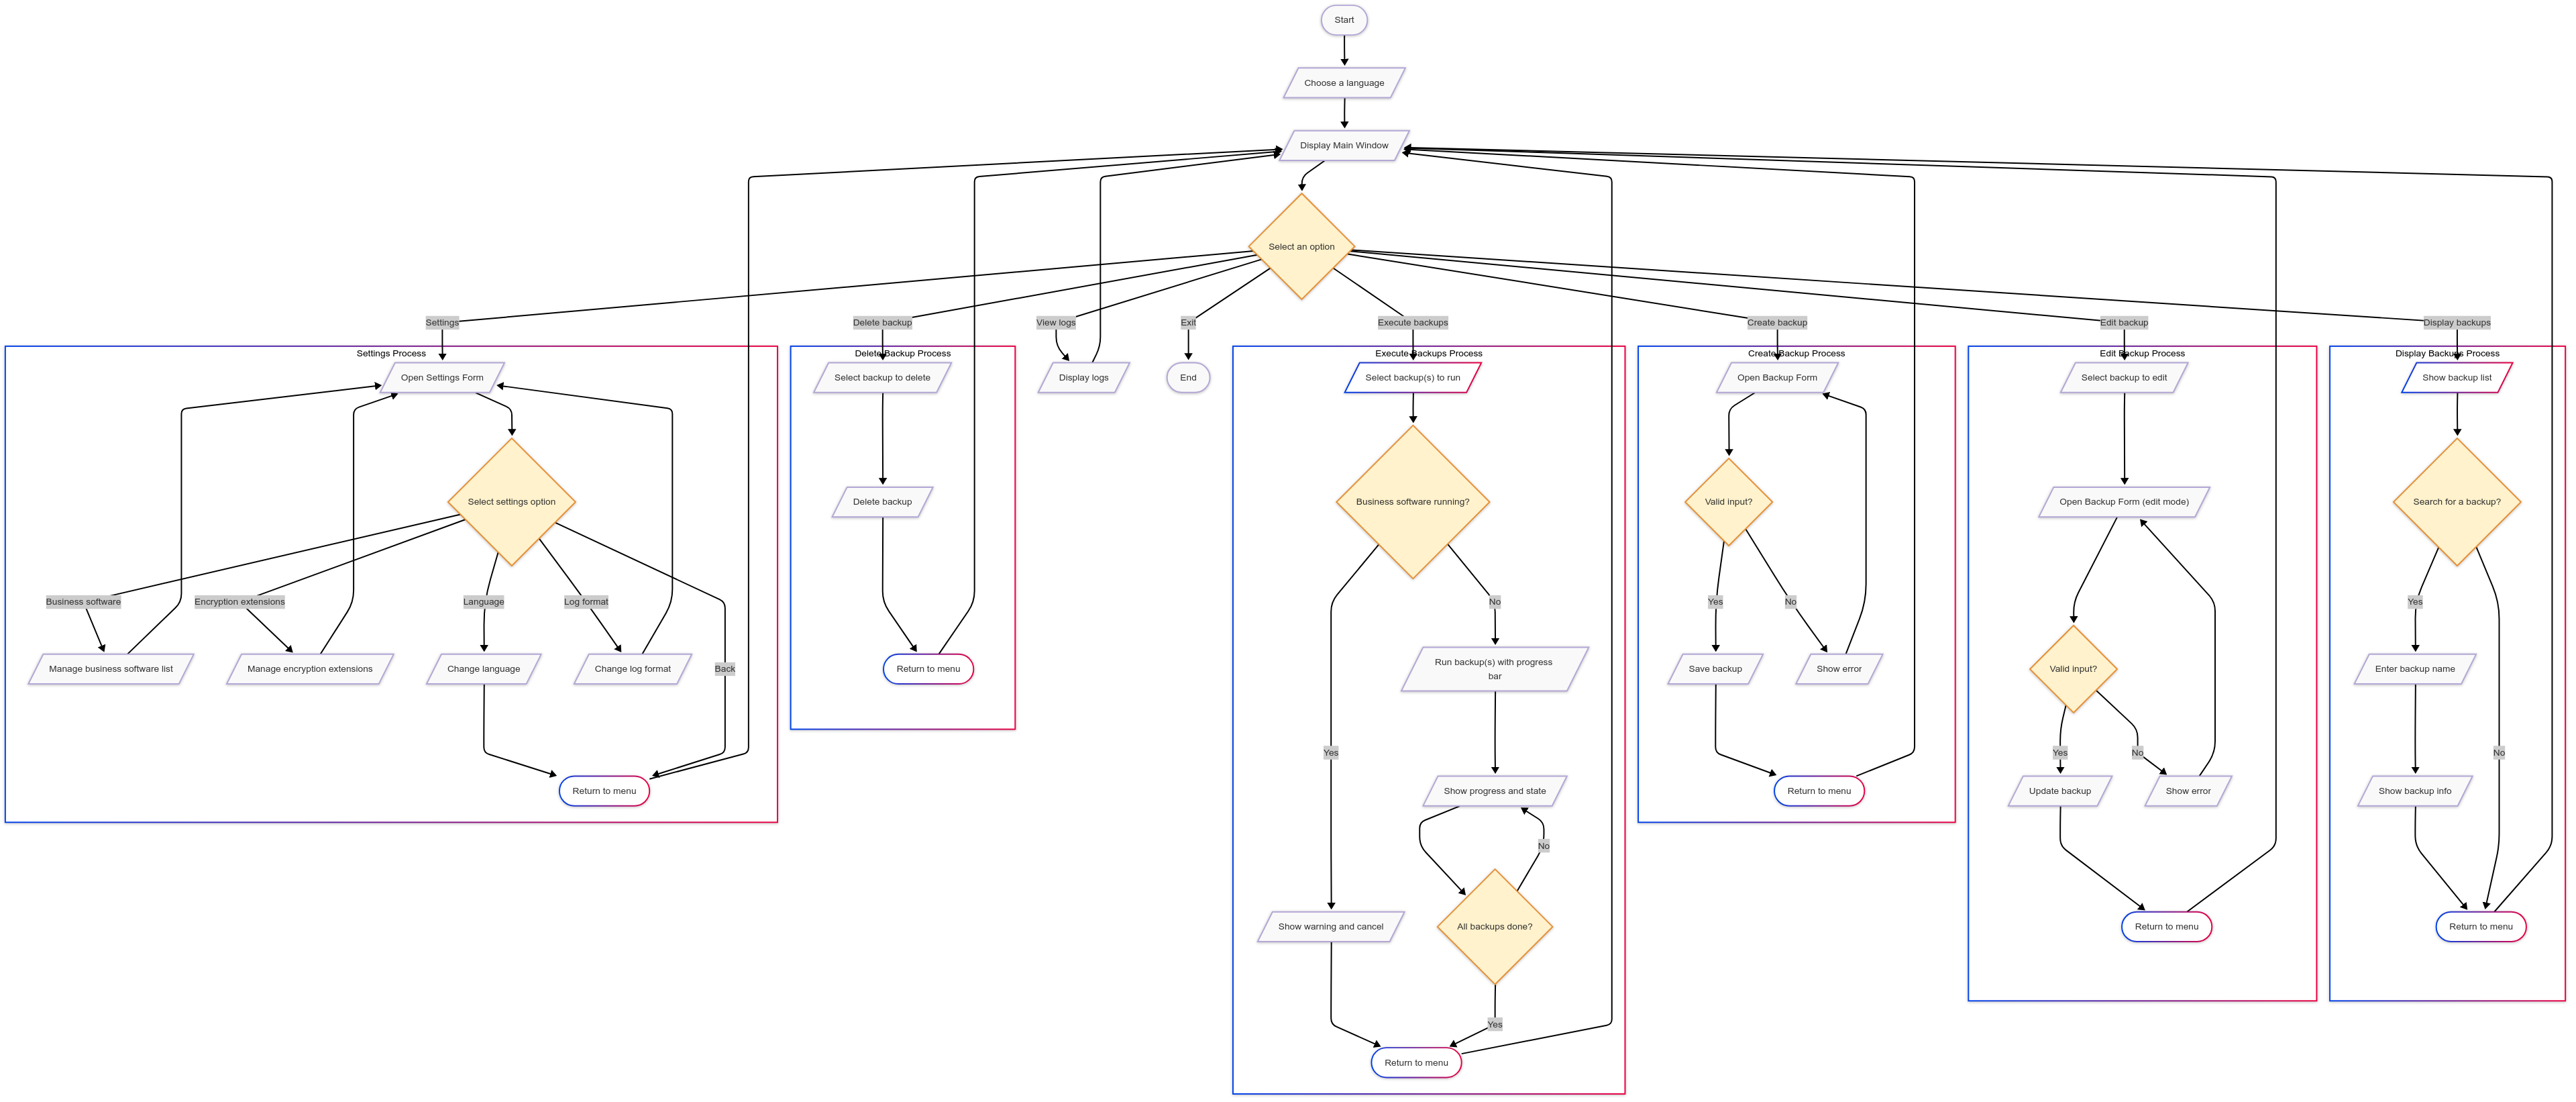 Start
Choose a language
Display Main Window
Select an option
Settings
Delete backup
View logs
Exit
Execute backups
Create backup
Edit backup
Display backups
Settings Process
Open Settings Form
Select settings option
Business software
Encryption extensions
Language
Log format
Back
Manage business software list
Manage encryption extensions
Change language
Change log format
Return to menu
Delete Backup Process
Select backup to delete
Delete backup
Return to menu
Display logs
End
Execute Backups Process
Select backup(s) to run
Business software running?
Yes
No
Run backup(s) with progress
bar
Show progress and state
No
Show warning and cancel
All backups done?
Yes
Return to menu
Create Backup Process
Open Backup Form
Valid input?
Yes
No
Save backup
Show error
Return to menu
Edit Backup Process
Select backup to edit
Open Backup Form (edit mode)
Valid input?
Yes
No
Update backup
Show error
Return to menu
Display Backups Process
Show backup list
Search for a backup?
Yes
Enter backup name
No
Show backup info
Return to menu